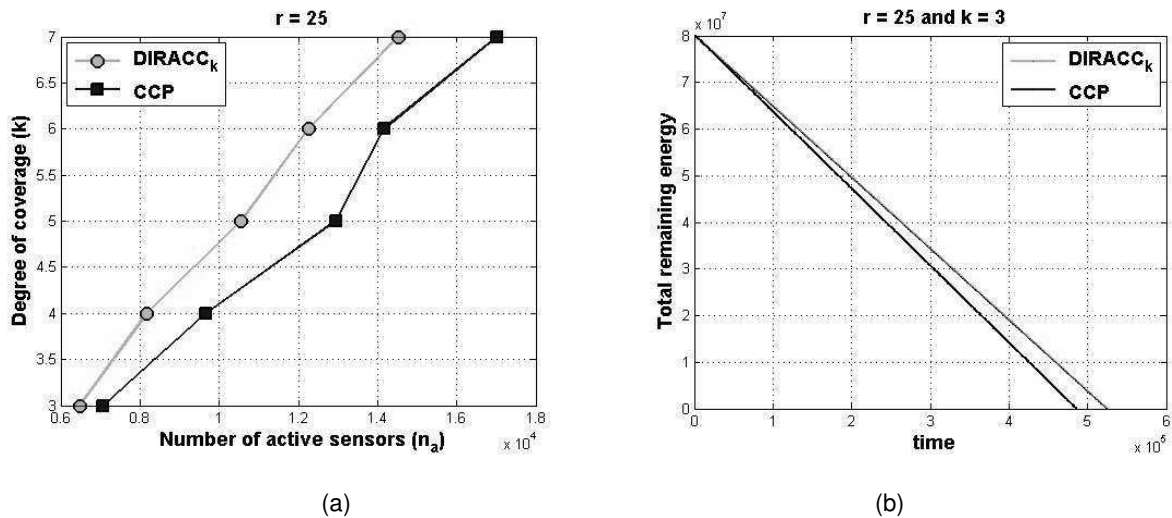 r = 25
7
6.5
6
5.5
5
4.5
4
3.5
3
Degree of coverage (k)
DIRACCk
CCP
0.6
0.8
1
1.2
1.4
1.6
1.8
Number of active sensors (na)
x 10^4
(a)
r = 25 and k = 3
x 10^7
8
7
6
5
4
3
2
1
0
Total remaining energy
DIRACCk
CCP
0
1
2
3
4
5
6
time
x 10^5
(b)